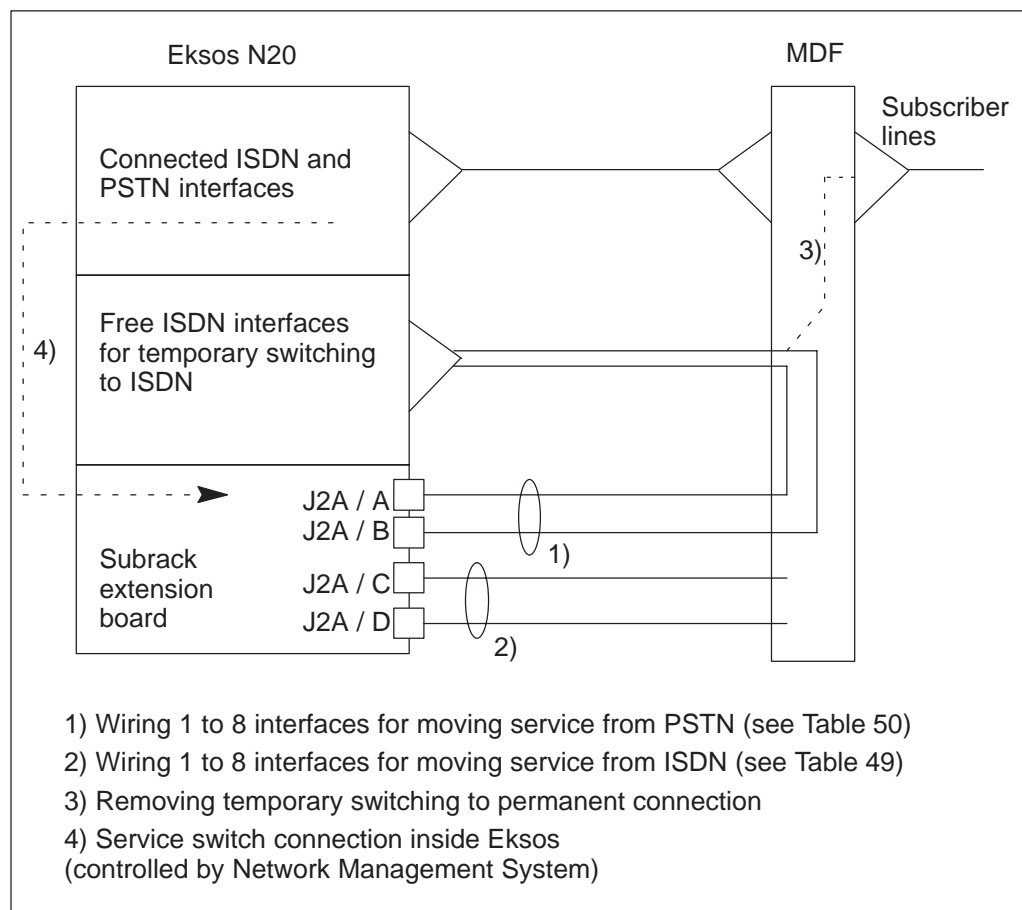 Eksos N20
MDF
Subscriber
lines
Connected ISDN and
PSTN interfaces
3)
Free ISDN interfaces
for temporary switching
to ISDN
4)
J2A / A
J2A / B
1)
Subrack
extension
board
J2A / C
J2A / D
2)
1) Wiring 1 to 8 interfaces for moving service from PSTN (see Table 50)
2) Wiring 1 to 8 interfaces for moving service from ISDN (see Table 49)
3) Removing temporary switching to permanent connection
4) Service switch connection inside Eksos
(controlled by Network Management System)